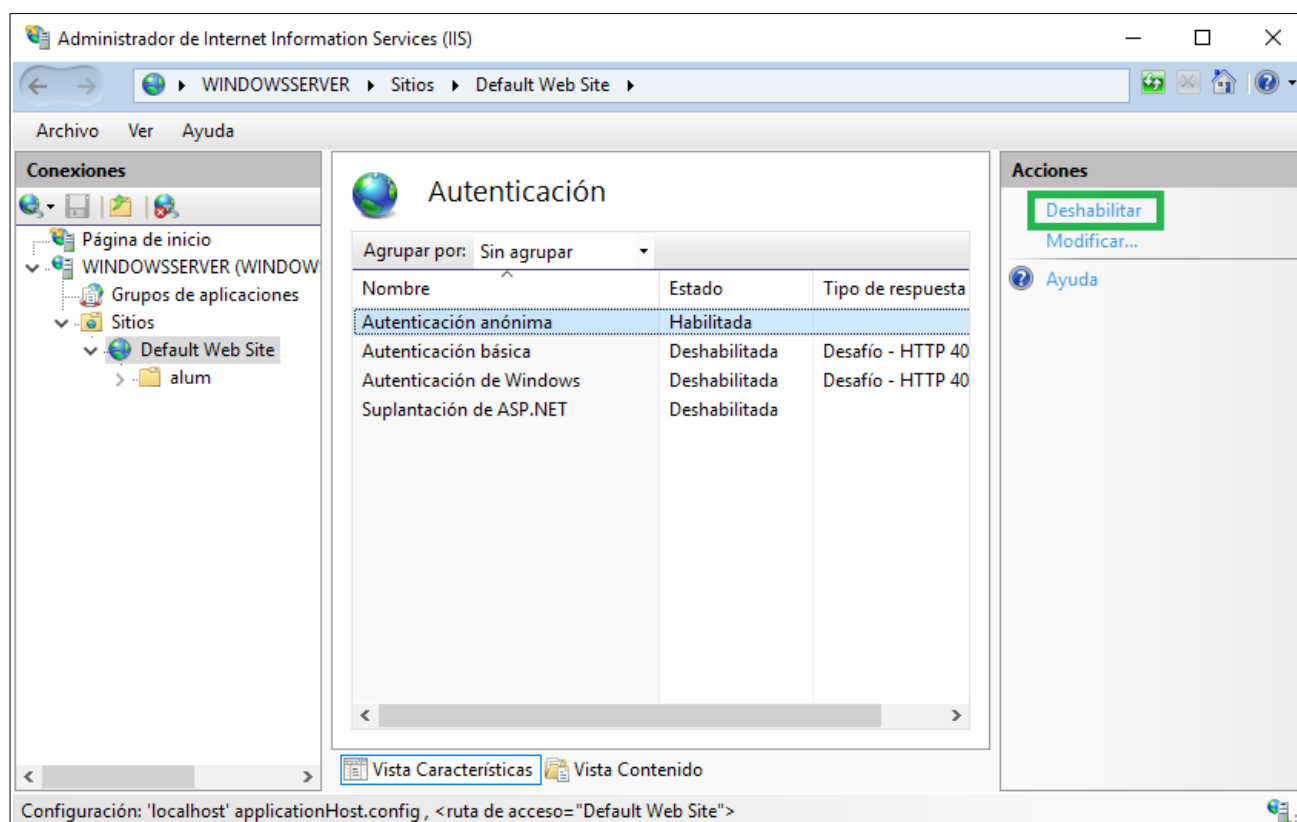 Administrador de Internet Information Services (IIS)
WINDOWSSERVER Sitios Default Web Site
Archivo Ver Ayuda
Conexiones
Página de inicio
WINDOWSSERVER (WINDOW
Grupos de aplicaciones
Sitios
Default Web Site
alum
Autenticación
Agrupar por: Sin agrupar
Nombre Estado Tipo de respuesta
Autenticación anónima Habilitada
Autenticación básica Deshabilitada Desafío - HTTP 40
Autenticación de Windows Deshabilitada Desafío - HTTP 40
Suplantación de ASP.NET Deshabilitada
Vista Características Vista Contenido
Acciones
Deshabilitar
Modificar...
Ayuda
Configuración: 'localhost' applicationHost.config , <ruta de acceso="Default Web Site">